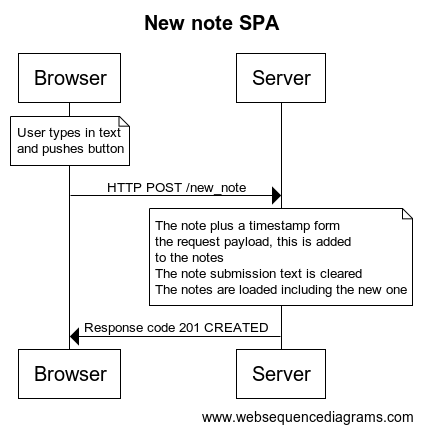 New note SPA
Browser
Server
User types in text
and pushes button
HTTP POST /new_note
The note plus a timestamp form
the request payload, this is added
to the notes
The note submission text is cleared
The notes are loaded including the new one
Response code 201 CREATED
Browser
Server
www.websequencediagrams.com